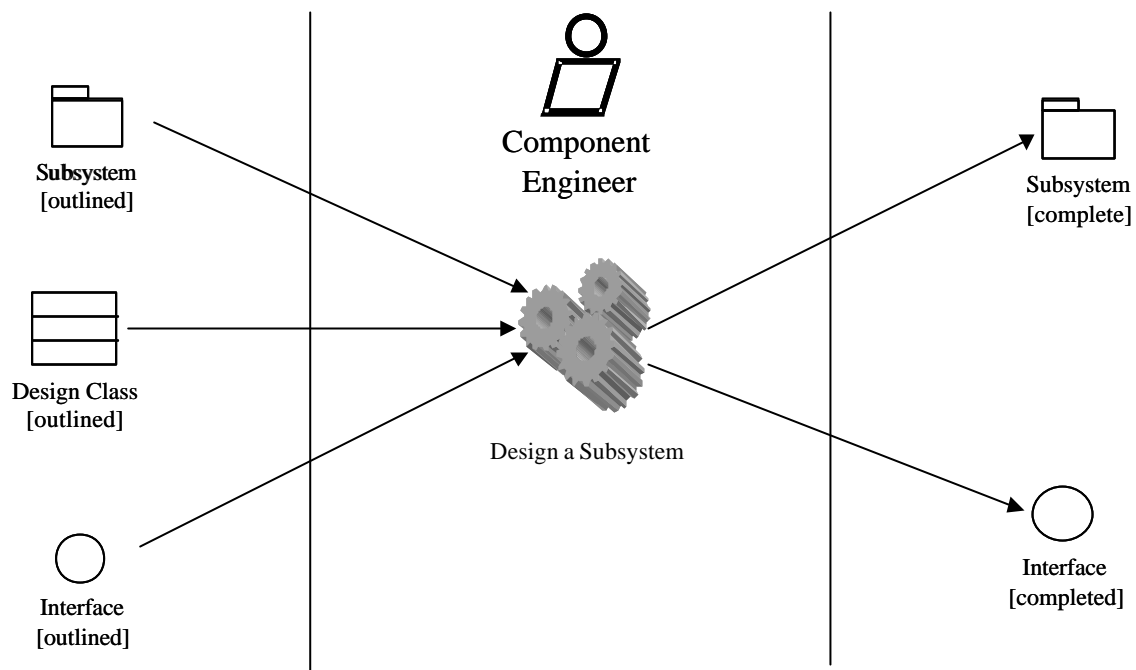 Subsystem
[outlined]
Design Class
[outlined]
Interface
[outlined]
Component
Engineer
Design a Subsystem
Subsystem
[complete]
Interface
[completed]